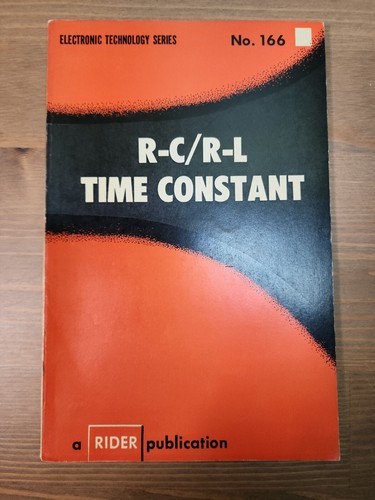 ELECTRONIC TECHNOLOGY SERIES No. 166
R-C/R-L
TIME CONSTANT
a RIDER publication